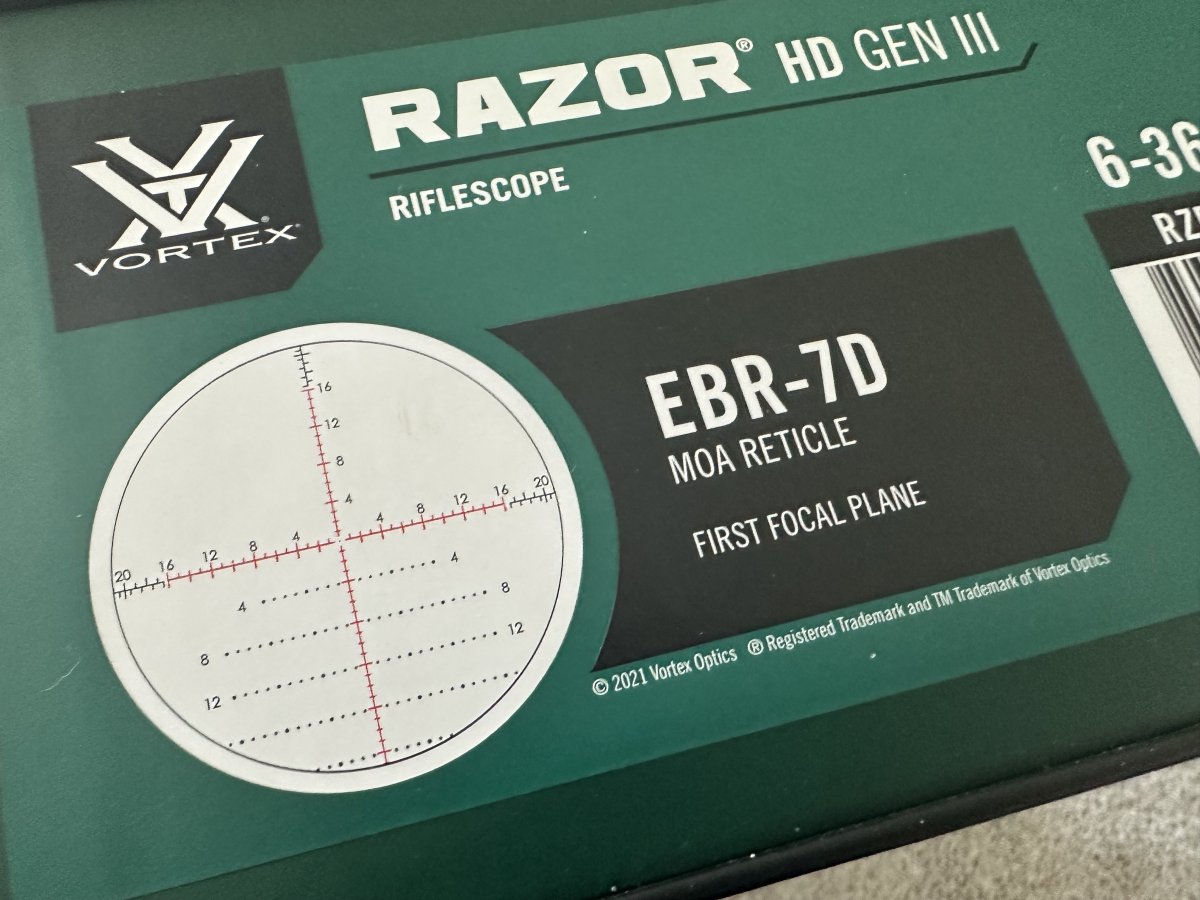 RAZOR® HD GEN III
VORTEX®
RIFLESCOPE
6-36
RZ
EBR-7D
MOA RETICLE
FIRST FOCAL PLANE
16
12
8
4
20 16 12 8 4 4 8 12 16 20
4 4
8 8
12 12
© 2021 Vortex Optics ® Registered Trademark and TM Trademark of Vortex Optics